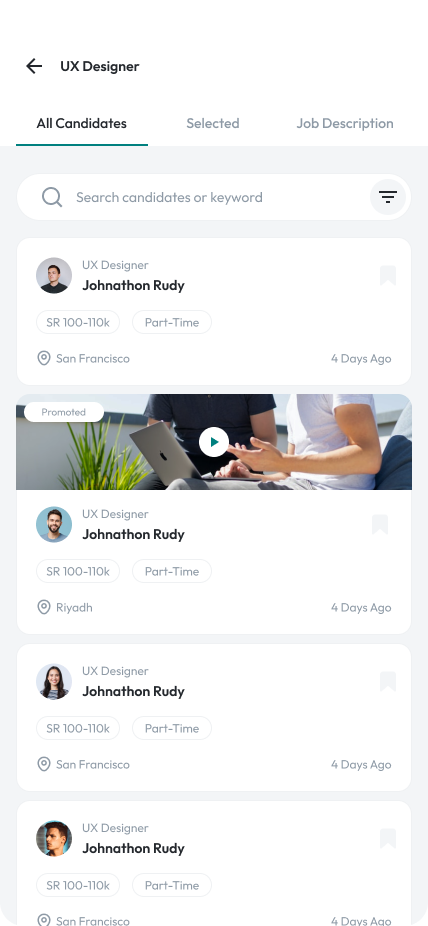 UX Designer
All Candidates
Selected
Job Description
Search candidates or keyword
UX Designer
Johnathon Rudy
SR 100-110k
Part-Time
San Francisco
4 Days Ago
Promoted
UX Designer
Johnathon Rudy
SR 100-110k
Part-Time
Riyadh
4 Days Ago
UX Designer
Johnathon Rudy
SR 100-110k
Part-Time
San Francisco
4 Days Ago
UX Designer
Johnathon Rudy
SR 100-110k
Part-Time
San Francisco
4 Days Ago